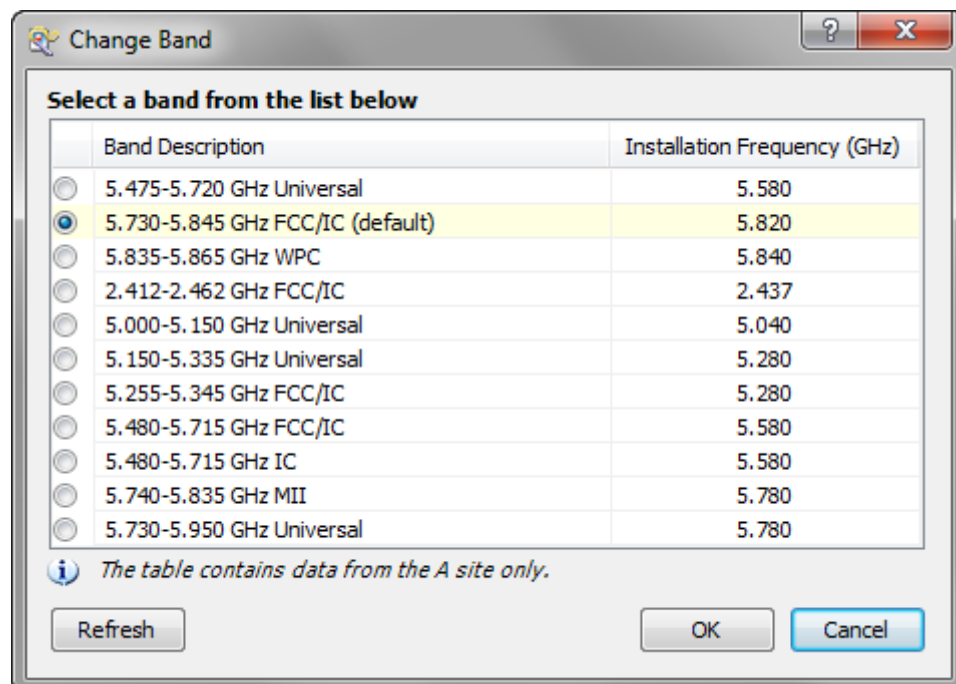 Change Band
Select a band from the list below
Band Description Installation Frequency (GHz)
5.475-5.720 GHz Universal 5.580
5.730-5.845 GHz FCC/IC (default) 5.820
5.835-5.865 GHz WPC 5.840
2.412-2.462 GHz FCC/IC 2.437
5.000-5.150 GHz Universal 5.040
5.150-5.335 GHz Universal 5.280
5.255-5.345 GHz FCC/IC 5.280
5.480-5.715 GHz FCC/IC 5.580
5.480-5.715 GHz IC 5.580
5.740-5.835 GHz MII 5.780
5.730-5.950 GHz Universal 5.780
The table contains data from the A site only.
Refresh OK Cancel